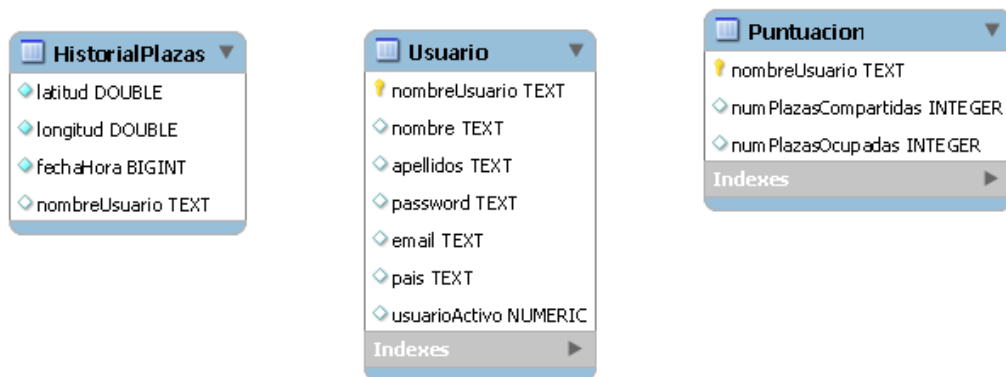 HistorialPlazas
latitud DOUBLE
longitud DOUBLE
fechaHora BIGINT
nombreUsuario TEXT
Usuario
nombreUsuario TEXT
nombre TEXT
apellidos TEXT
password TEXT
email TEXT
pais TEXT
usuarioActivo NUMERIC
Indexes
Puntuacion
nombreUsuario TEXT
numPlazasCompartidas INTEGER
numPlazasOcupadas INTEGER
Indexes